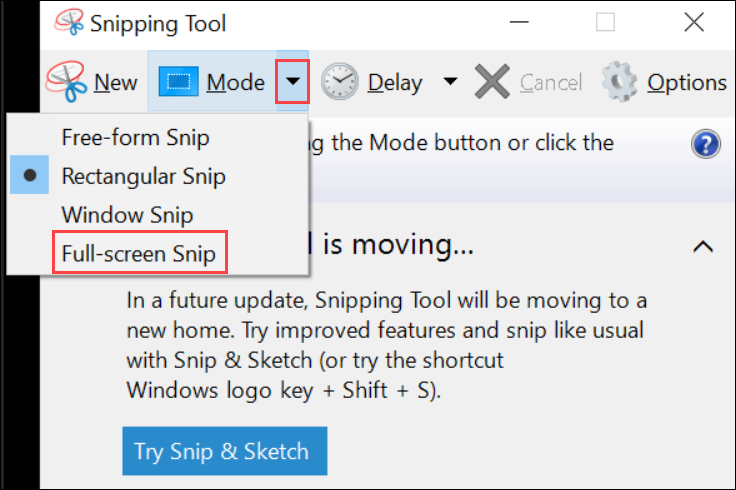 Snipping Tool
New Mode Delay Cancel Options
Free-form Snip
Rectangular Snip
Window Snip
Full-screen Snip
the Mode button or click the
is moving...
In a future update, Snipping Tool will be moving to a
new home. Try improved features and snip like usual
with Snip & Sketch (or try the shortcut
Windows logo key + Shift + S).
Try Snip & Sketch